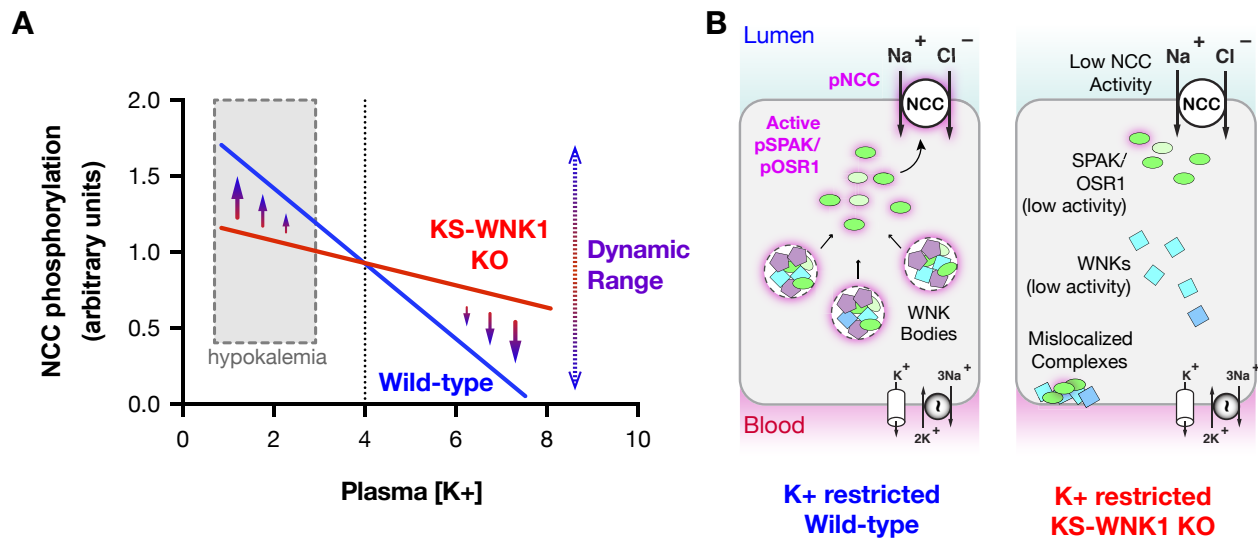 A
NCC phosphorylation
(arbitrary units)
2.0
1.5
1.0
0.5
0.0
0
2
4
6
8
10
Plasma [K+]
hypokalemia
KS-WNK1
KO
Wild-type
Dynamic
Range
B
Lumen
Na+
Cl−
pNCC
NCC
Active
pSPAK/
pOSR1
WNK
Bodies
K+
3Na+
~
2K+
Blood
K+ restricted
Wild-type
Low NCC
Activity
Na+
Cl−
NCC
SPAK/
OSR1
(low activity)
WNKs
(low activity)
Mislocalized
Complexes
K+
3Na+
~
2K+
K+ restricted
KS-WNK1 KO